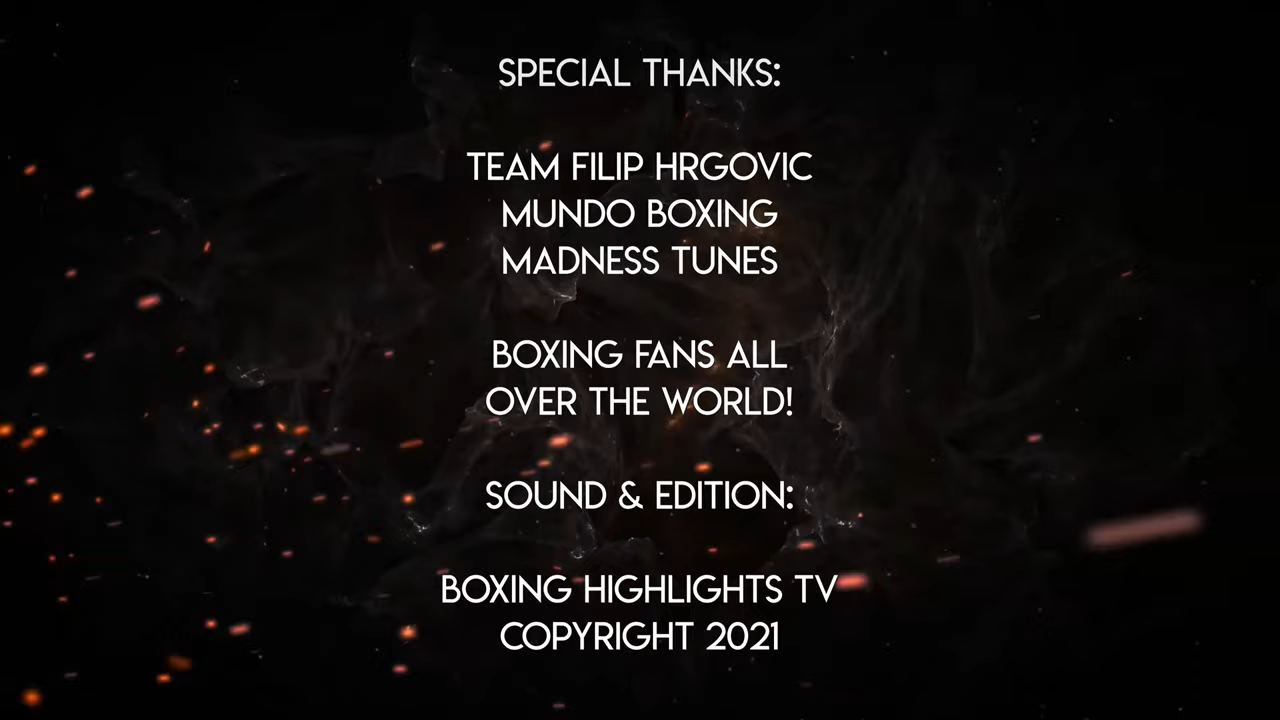 SPECIAL THANKS:
TEAM FILIP HRGOVIC
MUNDO BOXING
MADNESS TUNES
BOXING FANS ALL
OVER THE WORLD!
SOUND & EDITION:
BOXING HIGHLIGHTS TV
COPYRIGHT 2021